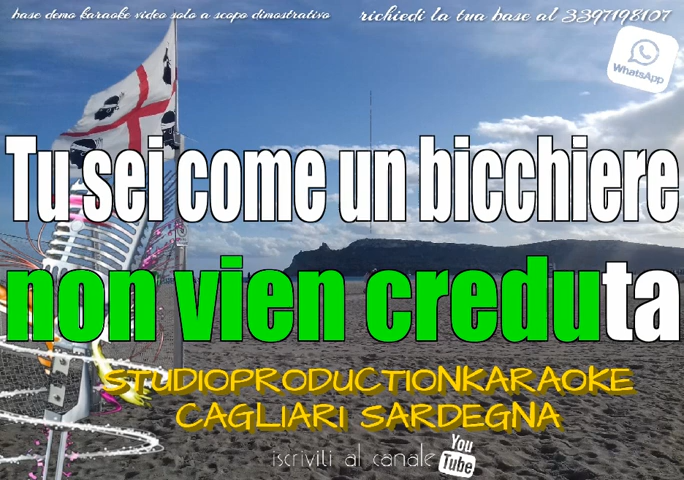 base demo karaoke video solo a scopo dimostrativo
richiedi la tua base al 3397198107
WhatsApp
Tu sei come un bicchiere
non vien creduta
STUDIOPRODUCTIONKARAOKE
CAGLIARI SARDEGNA
iscriviti al canale You Tube